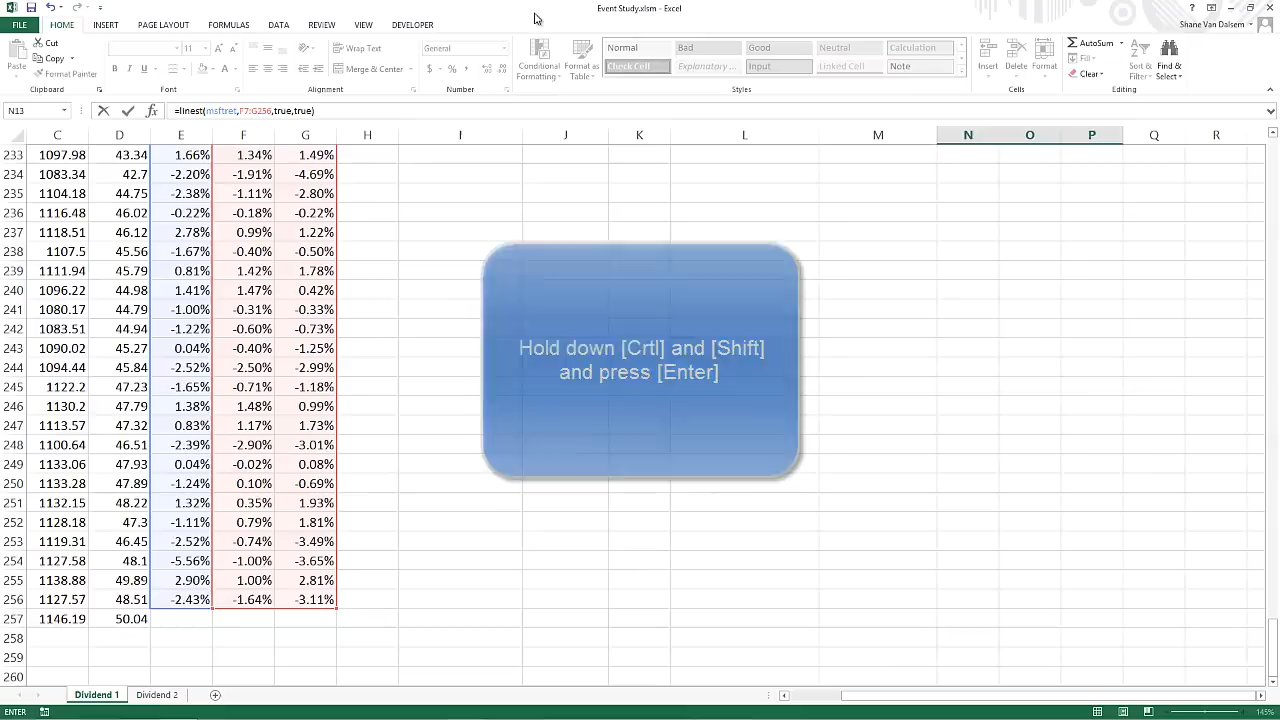 Event Study.xlsm - Excel
FILE HOME INSERT PAGE LAYOUT FORMULAS DATA REVIEW VIEW DEVELOPER Shane Van Dalsem
Paste Cut Copy Format Painter
11 Wrap Text Merge & Center
General
Conditional Formatting Format as Table
Normal Bad Good Neutral Calculation
Check Cell Explanatory ... Input Linked Cell Note
Insert Delete Format
AutoSum Fill Clear Sort & Filter Find & Select
Clipboard Font Alignment Number Styles Cells Editing
N13 =linest(msftret,F7:G256,true,true)
C D E F G H I J K L M N O P Q R
233 1097.98 43.34 1.66% 1.34% 1.49%
234 1083.34 42.7 -2.20% -1.91% -4.69%
235 1104.18 44.75 -2.38% -1.11% -2.80%
236 1116.48 46.02 -0.22% -0.18% -0.22%
237 1118.51 46.12 2.78% 0.99% 1.22%
238 1107.5 45.56 -1.67% -0.40% -0.50%
239 1111.94 45.79 0.81% 1.42% 1.78%
240 1096.22 44.98 1.41% 1.47% 0.42%
241 1080.17 44.79 -1.00% -0.31% -0.33%
242 1083.51 44.94 -1.22% -0.60% -0.73%
243 1090.02 45.27 0.04% -0.40% -1.25%
244 1094.44 45.84 -2.52% -2.50% -2.99%
245 1122.2 47.23 -1.65% -0.71% -1.18%
246 1130.2 47.79 1.38% 1.48% 0.99%
247 1113.57 47.32 0.83% 1.17% 1.73%
248 1100.64 46.51 -2.39% -2.90% -3.01%
249 1133.06 47.93 0.04% -0.02% 0.08%
250 1133.28 47.89 -1.24% 0.10% -0.69%
251 1132.15 48.22 1.32% 0.35% 1.93%
252 1128.18 47.3 -1.11% 0.79% 1.81%
253 1119.31 46.45 -2.52% -0.74% -3.49%
254 1127.58 48.1 -5.56% -1.00% -3.65%
255 1138.88 49.89 2.90% 1.00% 2.81%
256 1127.57 48.51 -2.43% -1.64% -3.11%
257 1146.19 50.04
258
259
260
Hold down [Crtl] and [Shift]
and press [Enter]
Dividend 1 Dividend 2
ENTER 145%